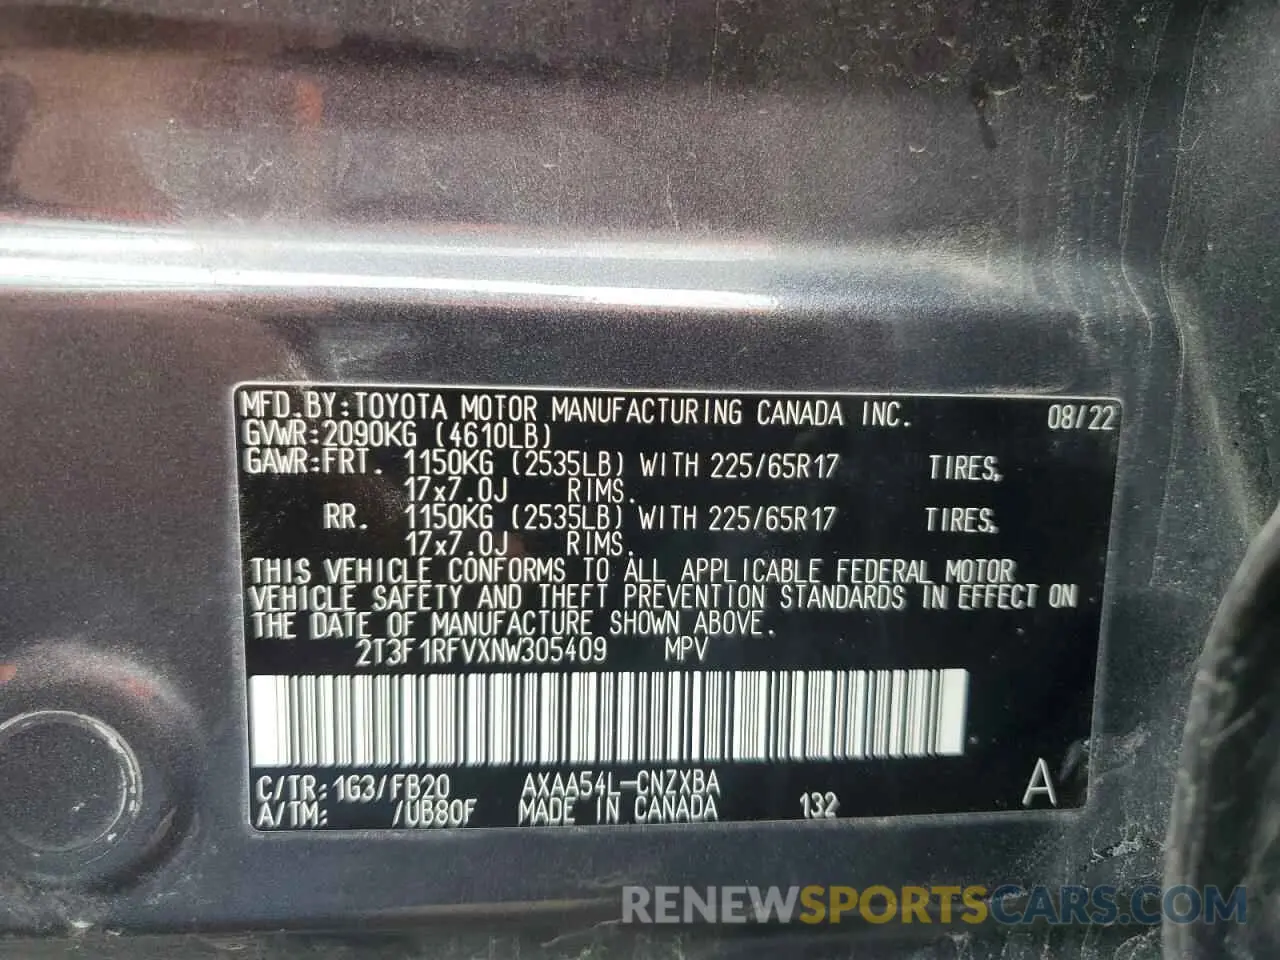 MFD.BY:TOYOTA MOTOR MANUFACTURING CANADA INC. 08/22
GVWR:2090KG (4610LB)
GAWR:FRT. 1150KG (2535LB) WITH 225/65R17 TIRES,
17x7.0J RIMS.
RR. 1150KG (2535LB) WITH 225/65R17 TIRES,
17x7.0J RIMS.
THIS VEHICLE CONFORMS TO ALL APPLICABLE FEDERAL MOTOR
VEHICLE SAFETY AND THEFT PREVENTION STANDARDS IN EFFECT ON
THE DATE OF MANUFACTURE SHOWN ABOVE.
2T3F1RFVXNW305409 MPV
C/TR:1G3/FB20 AXAA54L-CNZXBA A
A/TM: /UB80F MADE IN CANADA 132
RENEWSPORTSCARS.COM